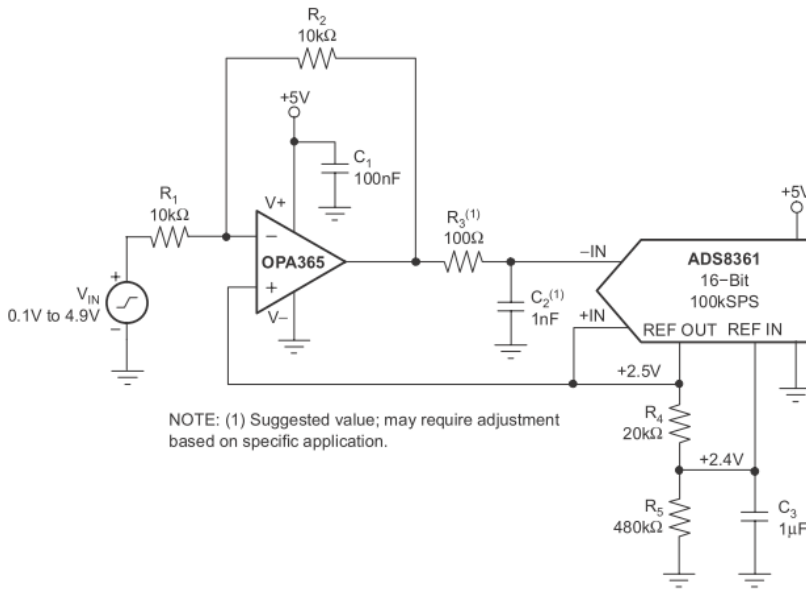 R2
10kΩ
+5V
C1
100nF
R1
10kΩ
V+
−
OPA365
+
V−
R3(1)
100Ω
C2(1)
1nF
+
VIN
−
0.1V to 4.9V
+5V
−IN
ADS8361
16−Bit
100kSPS
+IN
REF OUT REF IN
+2.5V
NOTE: (1) Suggested value; may require adjustment
based on specific application.
R4
20kΩ
+2.4V
R5
480kΩ
C3
1μF